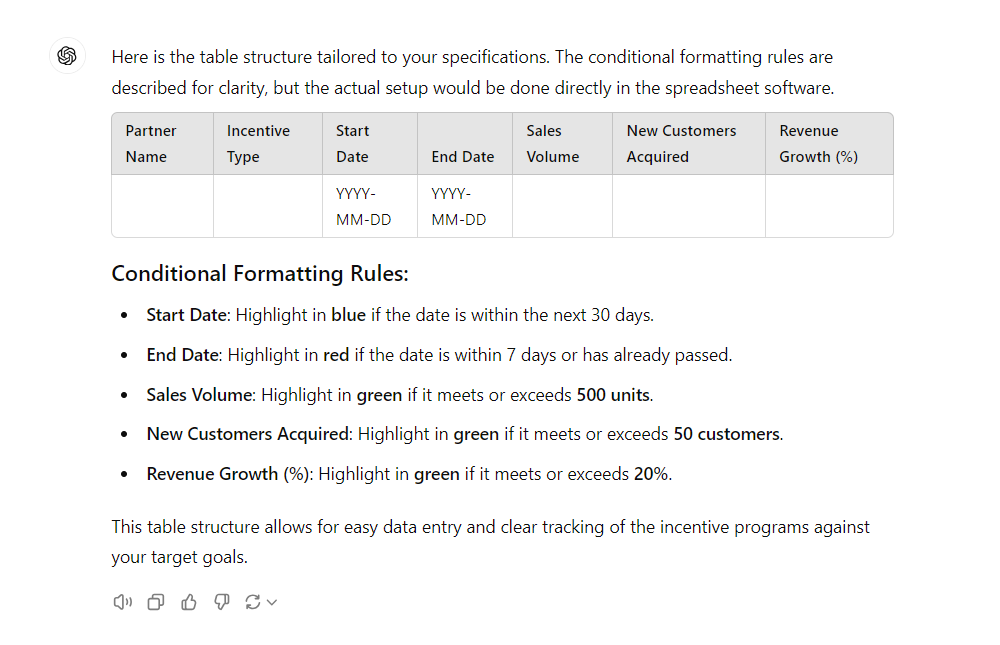 Here is the table structure tailored to your specifications. The conditional formatting rules are
described for clarity, but the actual setup would be done directly in the spreadsheet software.
Partner Name
Incentive Type
Start Date
End Date
Sales Volume
New Customers Acquired
Revenue Growth (%)
YYYY-MM-DD
YYYY-MM-DD
Conditional Formatting Rules:
• Start Date: Highlight in blue if the date is within the next 30 days.
• End Date: Highlight in red if the date is within 7 days or has already passed.
• Sales Volume: Highlight in green if it meets or exceeds 500 units.
• New Customers Acquired: Highlight in green if it meets or exceeds 50 customers.
• Revenue Growth (%): Highlight in green if it meets or exceeds 20%.
This table structure allows for easy data entry and clear tracking of the incentive programs against
your target goals.